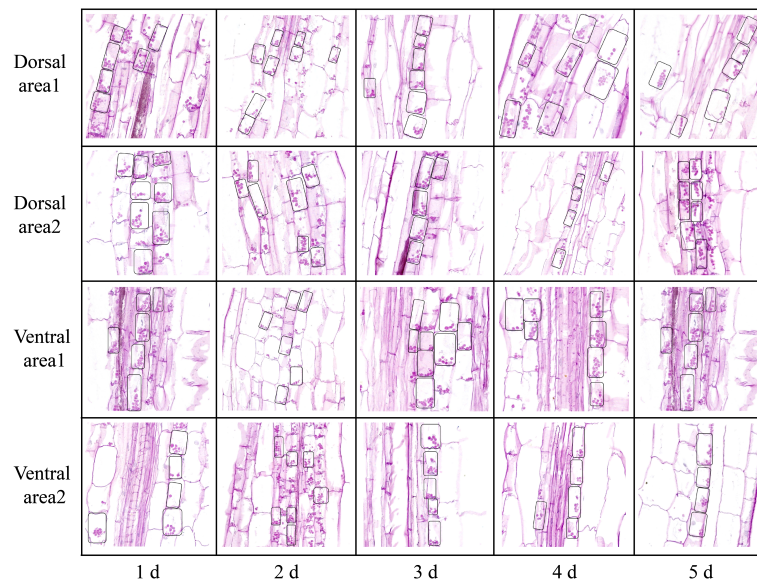 Dorsal
area1
Dorsal
area2
Ventral
area1
Ventral
area2
1 d 2 d 3 d 4 d 5 d